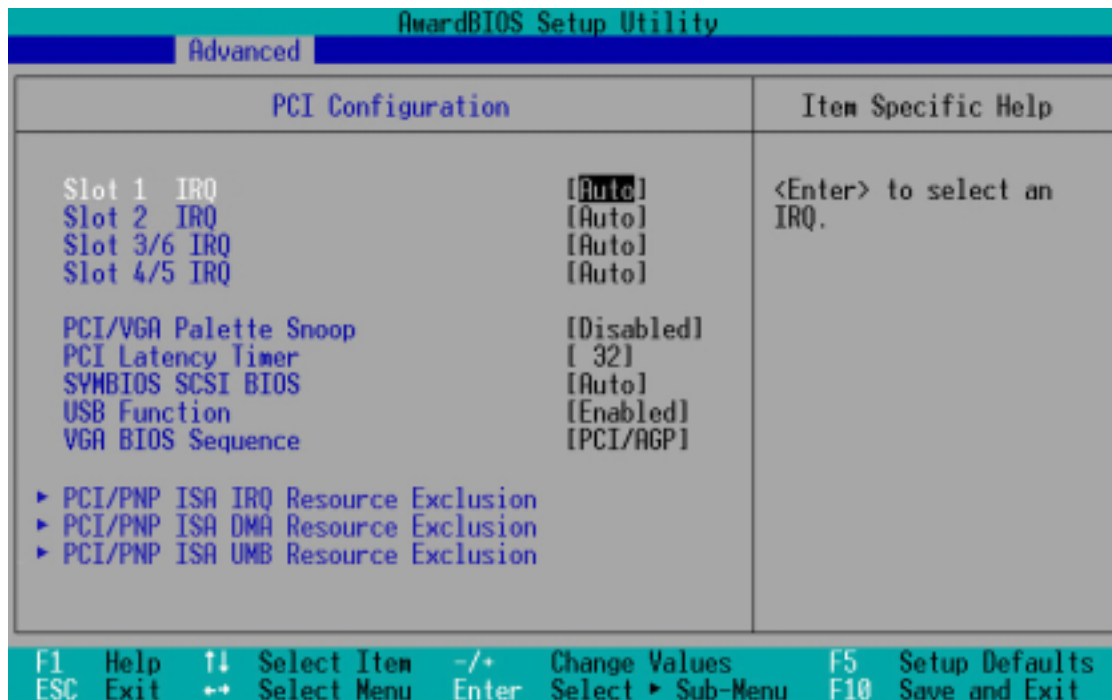 AwardBIOS Setup Utility
Advanced
PCI Configuration
Item Specific Help
Slot 1 IRQ [Auto]
Slot 2 IRQ [Auto]
Slot 3/6 IRQ [Auto]
Slot 4/5 IRQ [Auto]
PCI/VGA Palette Snoop [Disabled]
PCI Latency Timer [ 32]
SYMBIOS SCSI BIOS [Auto]
USB Function [Enabled]
VGA BIOS Sequence [PCI/AGP]
▸ PCI/PNP ISA IRQ Resource Exclusion
▸ PCI/PNP ISA DMA Resource Exclusion
▸ PCI/PNP ISA UMB Resource Exclusion
<Enter> to select an
IRQ.
F1 Help ↑↓ Select Item -/+ Change Values F5 Setup Defaults
ESC Exit ←→ Select Menu Enter Select ▸ Sub-Menu F10 Save and Exit